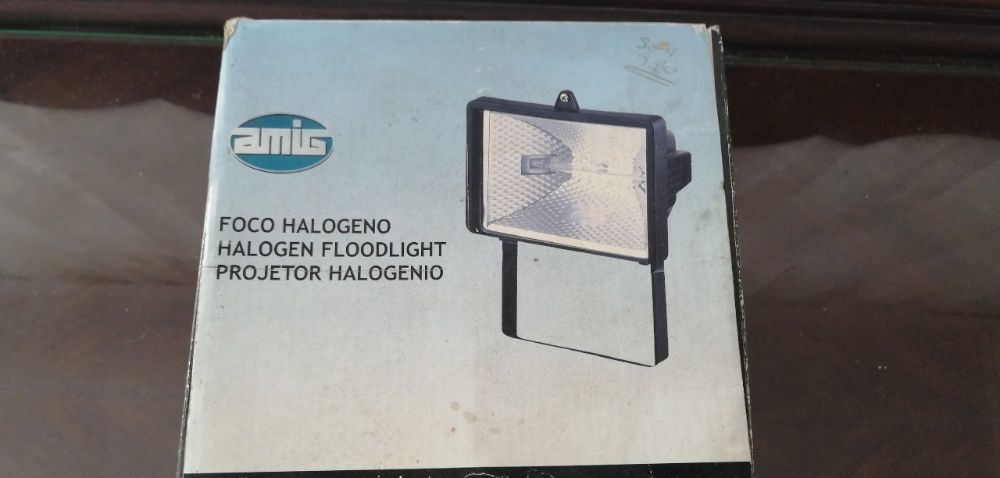 amig
FOCO HALOGENO
HALOGEN FLOODLIGHT
PROJETOR HALOGENIO